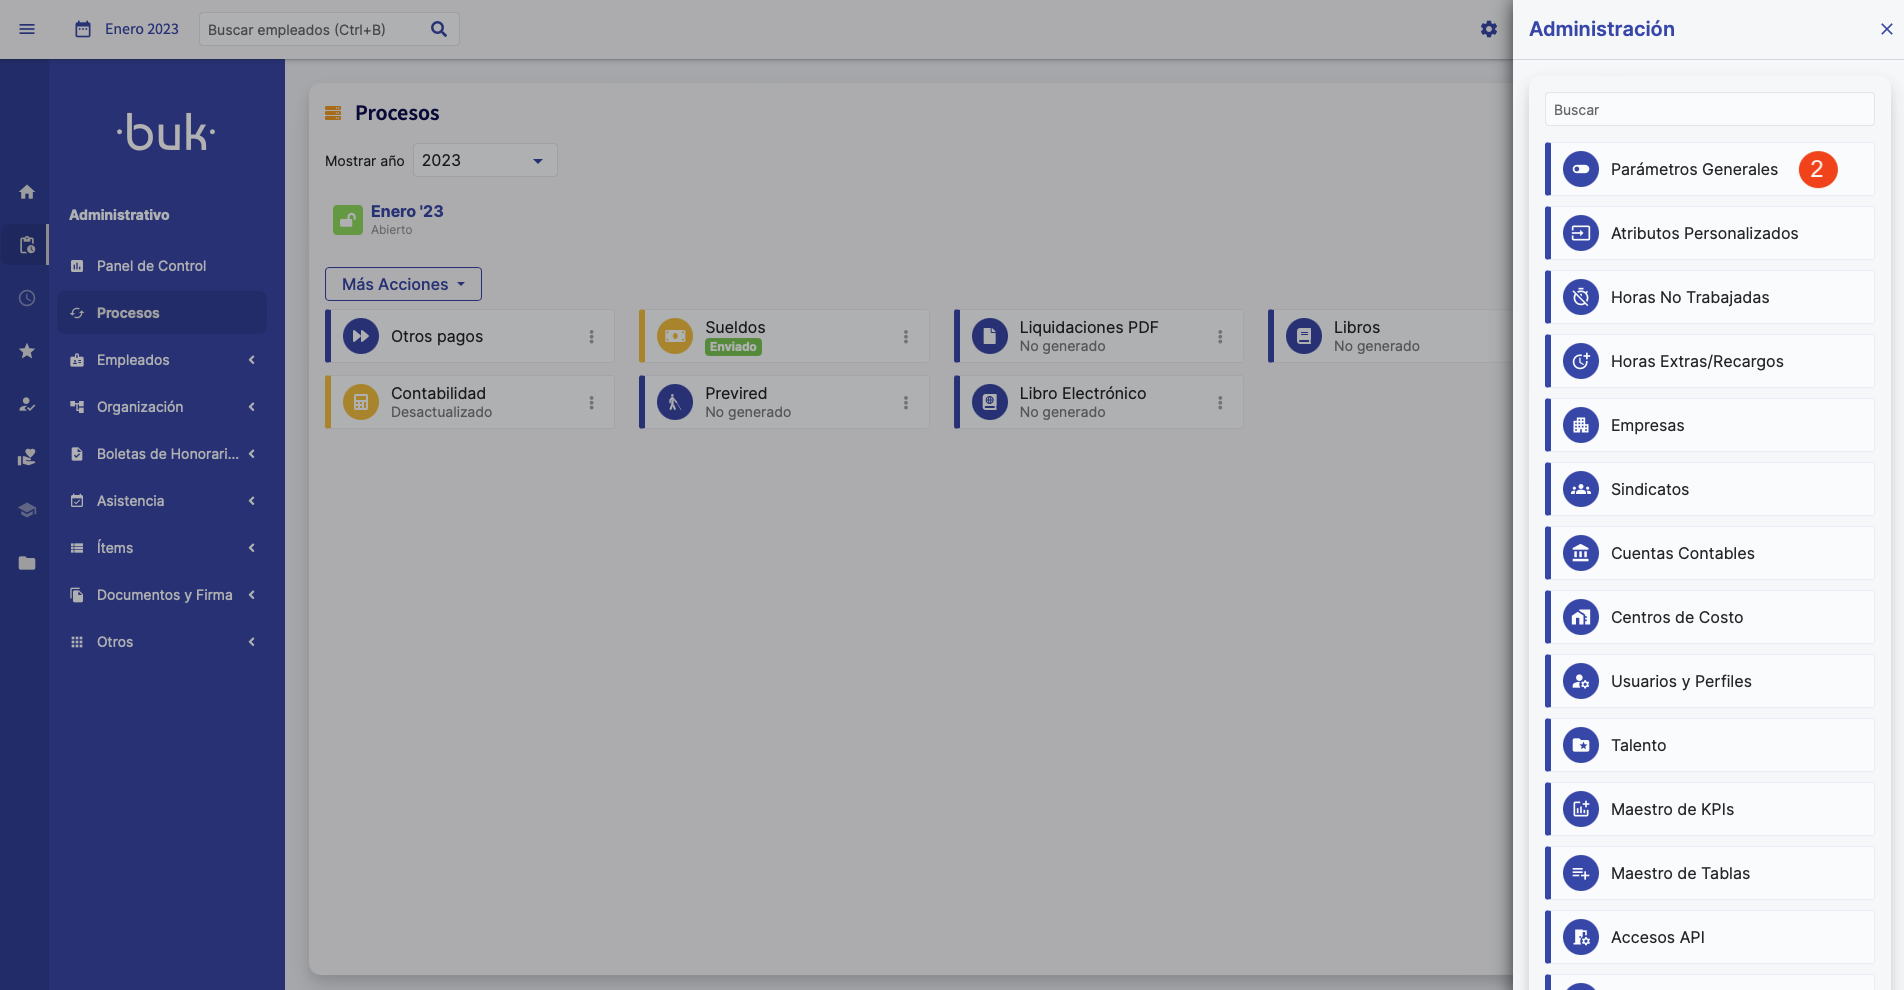 Enero 2023
Buscar empleados (Ctrl+B)
·buk·
Administrativo
Panel de Control
Procesos
Empleados
Organización
Boletas de Honorari...
Asistencia
Ítems
Documentos y Firma
Otros
Procesos
Mostrar año
2023
Enero '23
Abierto
Más Acciones
Otros pagos
Sueldos
Enviado
Liquidaciones PDF
No generado
Libros
No generado
Contabilidad
Desactualizado
Previred
No generado
Libro Electrónico
No generado
Administración
Buscar
Parámetros Generales
2
Atributos Personalizados
Horas No Trabajadas
Horas Extras/Recargos
Empresas
Sindicatos
Cuentas Contables
Centros de Costo
Usuarios y Perfiles
Talento
Maestro de KPIs
Maestro de Tablas
Accesos API